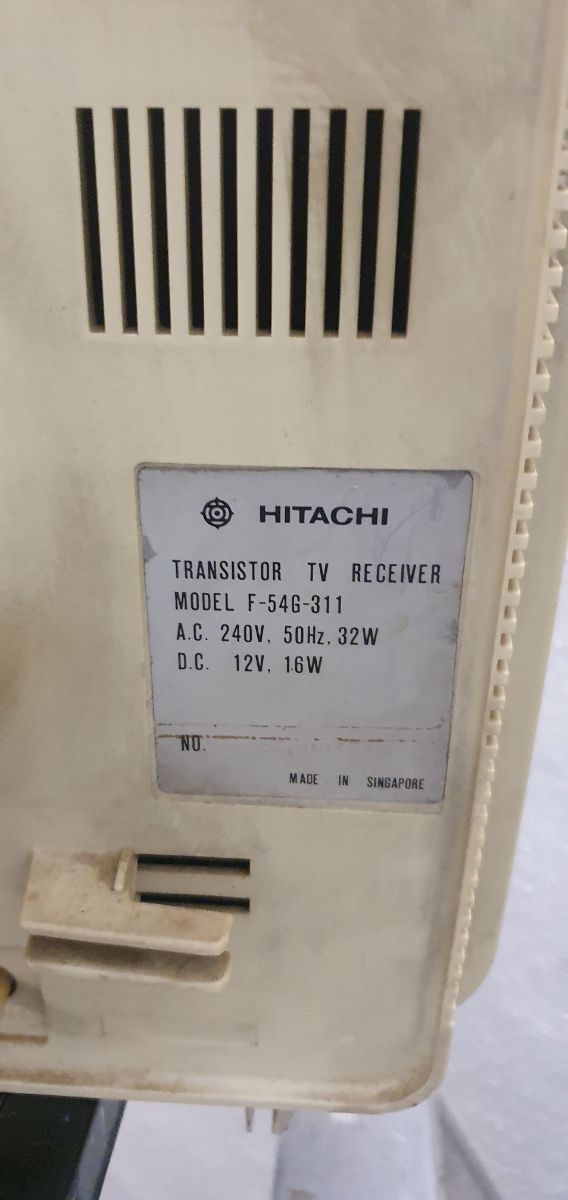 HITACHI
TRANSISTOR TV RECEIVER
MODEL F-54G-311
A.C. 240V, 50Hz, 32W
D.C. 12V, 16W
NO.
MADE IN SINGAPORE